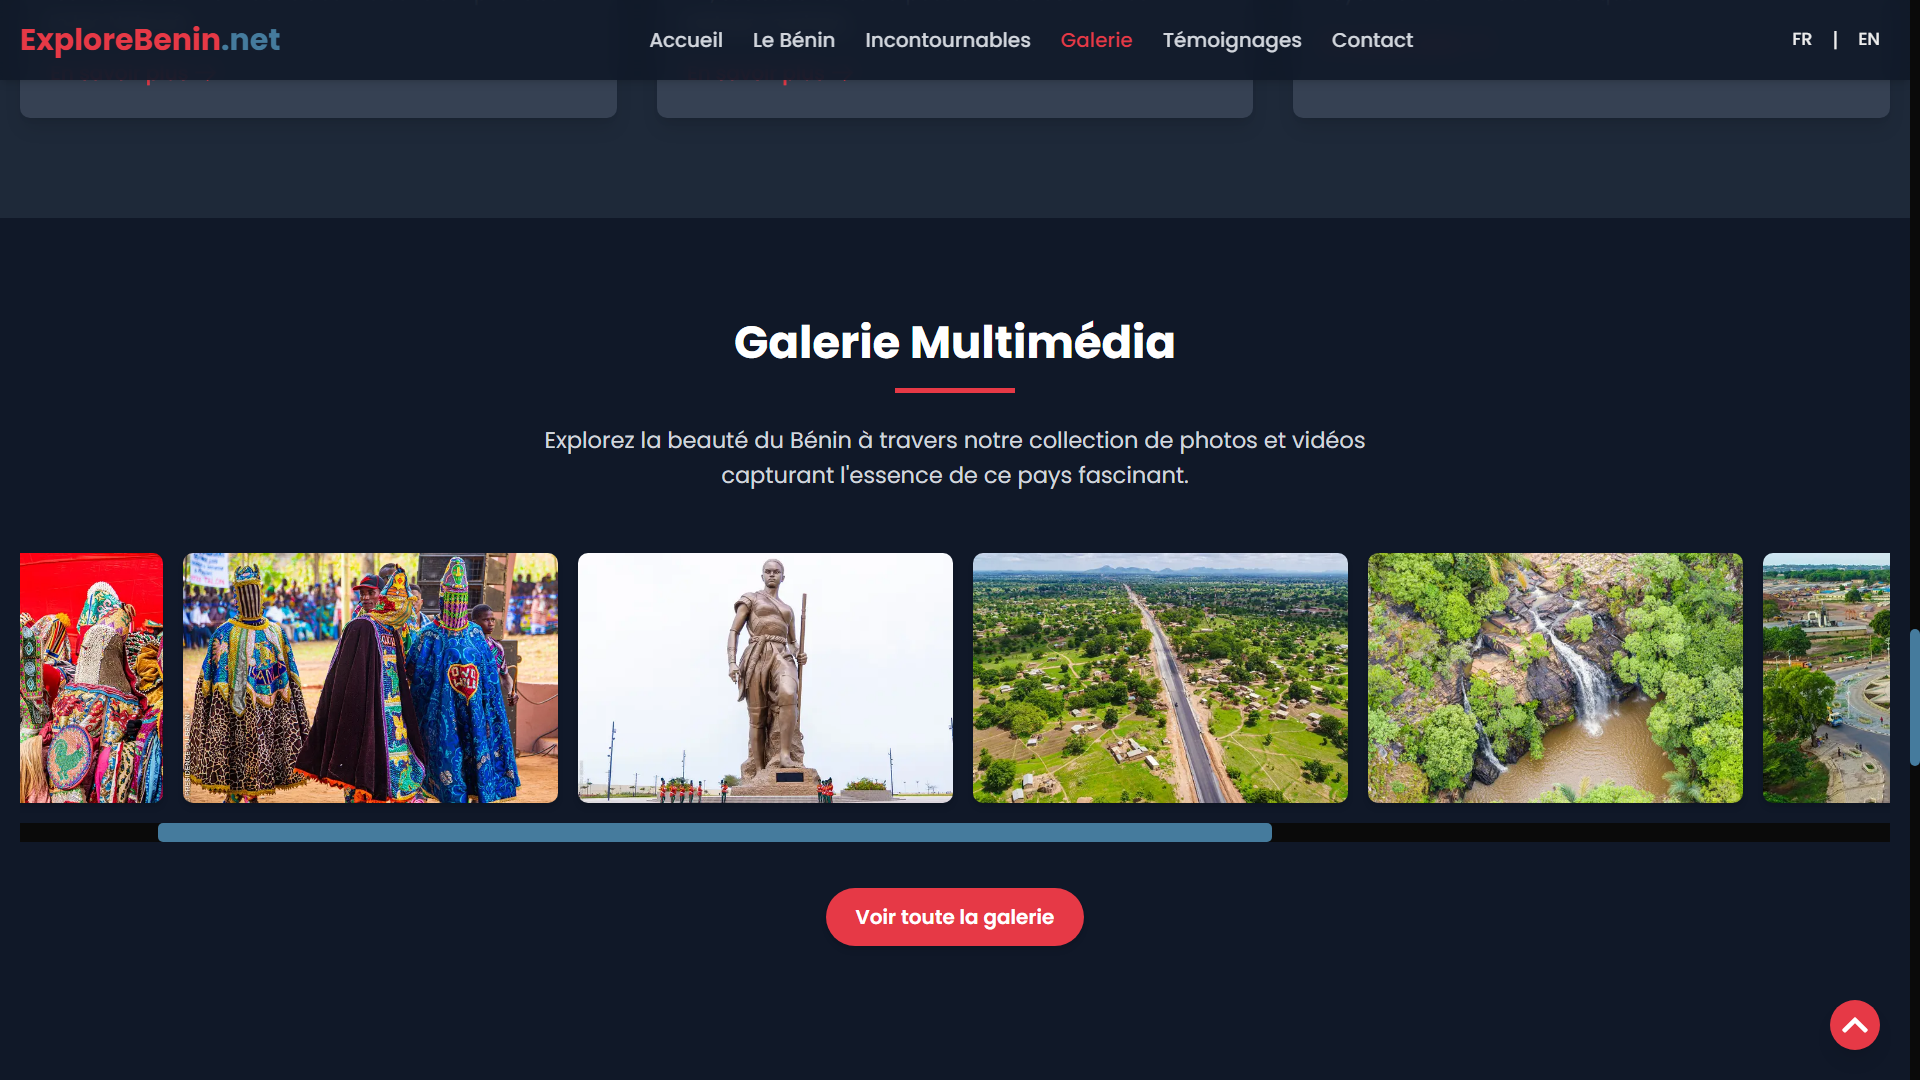 ExploreBenin.net
Accueil
Le Bénin
Incontournables
Galerie
Témoignages
Contact
FR | EN
Galerie Multimédia
Explorez la beauté du Bénin à travers notre collection de photos et vidéos
capturant l'essence de ce pays fascinant.
Voir toute la galerie